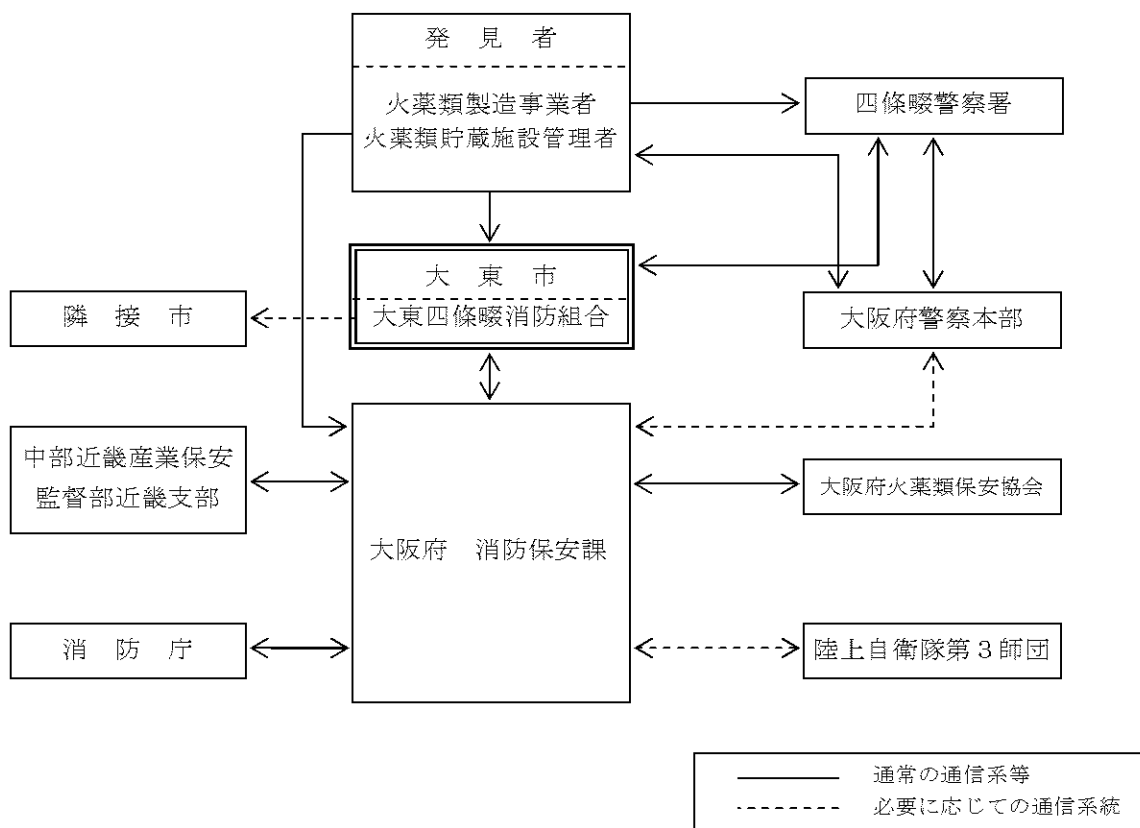 発　見　者
火薬類製造事業者
火薬類貯蔵施設管理者
四條畷警察署
大　東　市
大東四條畷消防組合
隣　接　市
大阪府警察本部
中部近畿産業保安
監督部近畿支部
大阪府火薬類保安協会
大阪府　消防保安課
消　防　庁
陸上自衛隊第３師団
通常の通信系等
必要に応じての通信系統